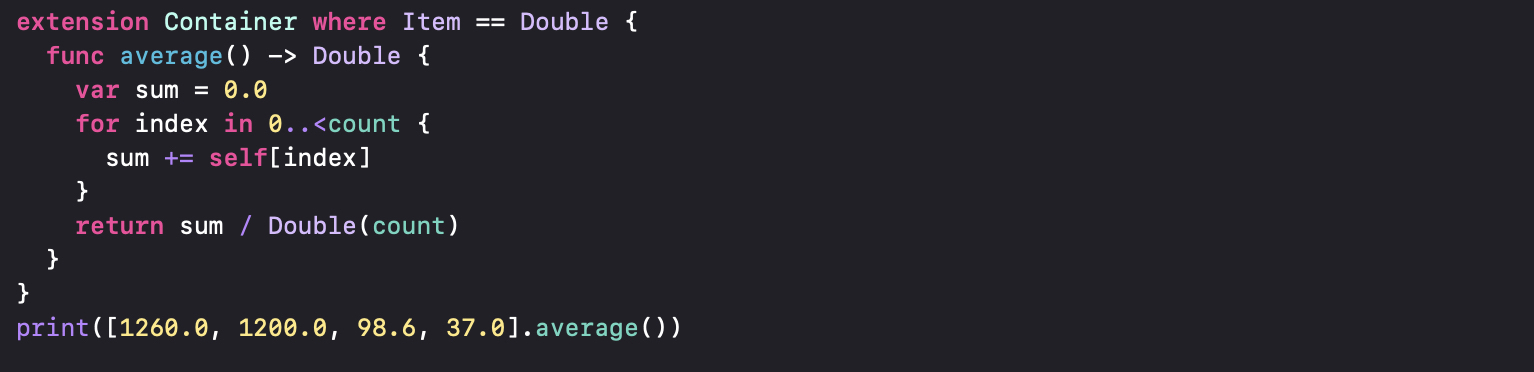 extension Container where Item == Double {
  func average() -> Double {
    var sum = 0.0
    for index in 0..<count {
      sum += self[index]
    }
    return sum / Double(count)
  }
}
print([1260.0, 1200.0, 98.6, 37.0].average())